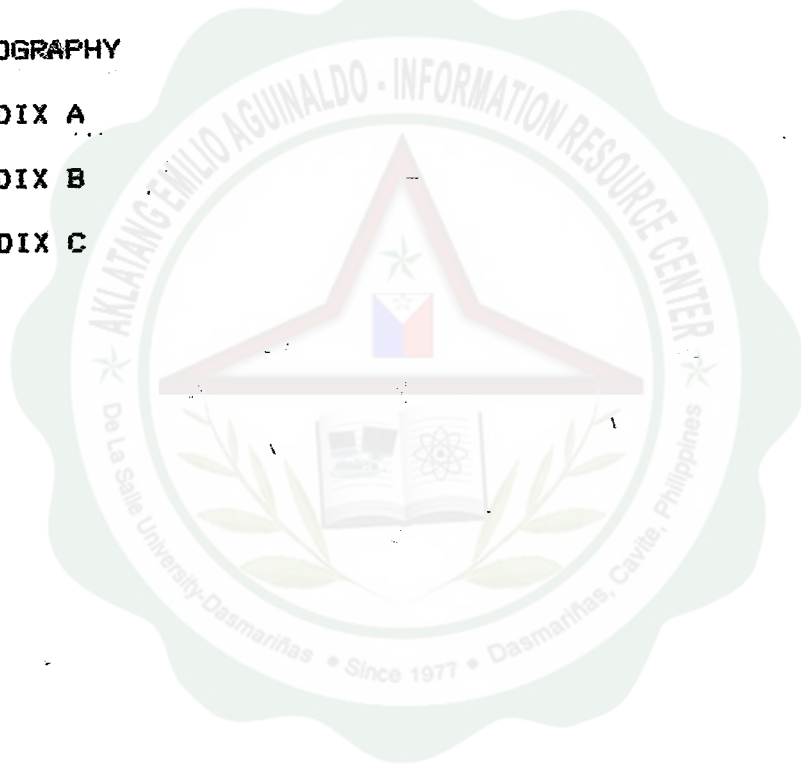 OGRAPHY
DIX A
DIX B
DIX C
AKLATANG EMILIO AGUINALDO - INFORMATION RESOURCE CENTER
De La Salle University-Dasmariñas • Since 1977 • Dasmariñas, Cavite, Philippines